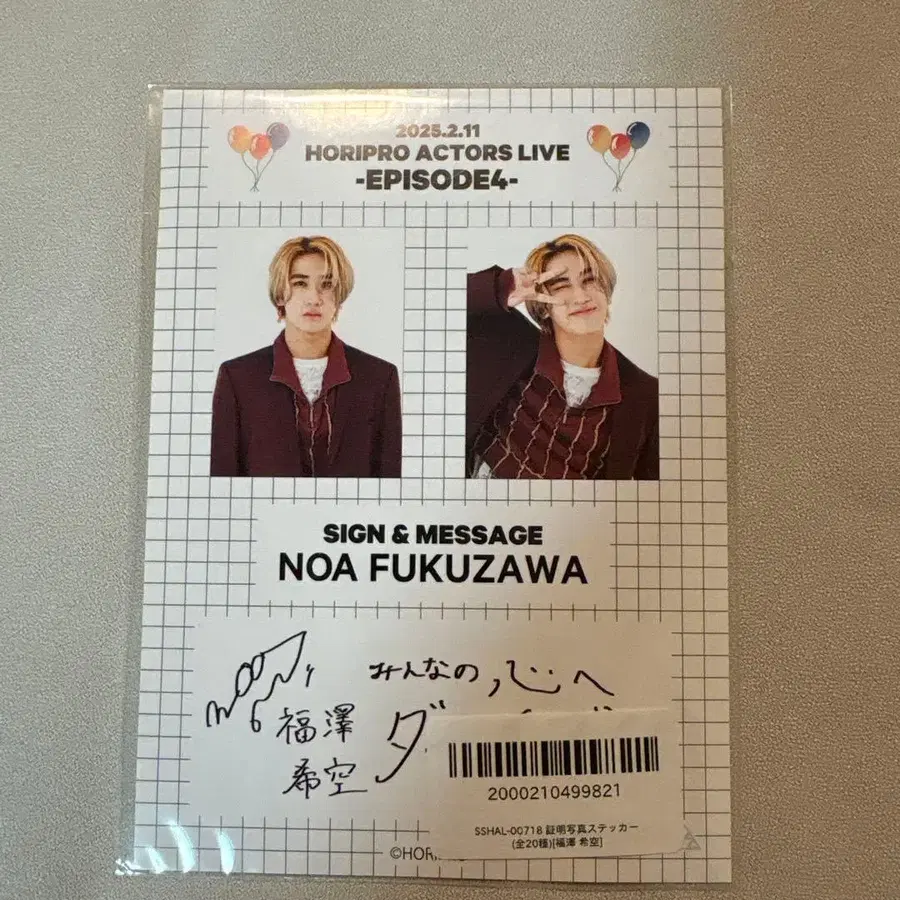 2025.2.11
HORIPRO ACTORS LIVE
-EPISODE4-
SIGN & MESSAGE
NOA FUKUZAWA
みんなの心へ
福澤
希空
ダ
2000210499821
SSHAL-00718 証明写真ステッカー
(全20種)[福澤 希空]